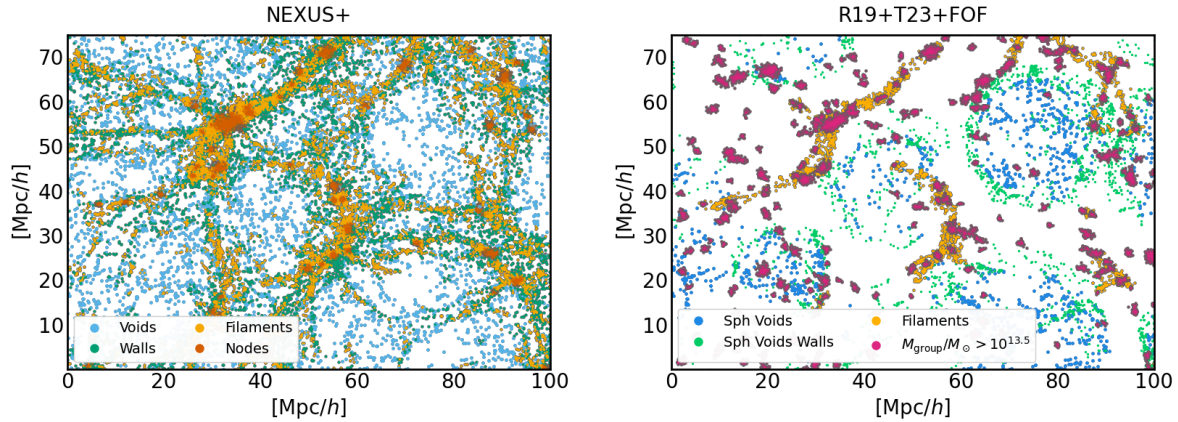 NEXUS+
[Mpc/h]
70
60
50
40
30
20
10
0 20 40 60 80 100
[Mpc/h]
Voids Filaments
Walls Nodes
R19+T23+FOF
[Mpc/h]
70
60
50
40
30
20
10
0 20 40 60 80 100
[Mpc/h]
Sph Voids Filaments
Sph Voids Walls M_group/M_⊙ > 10^13.5